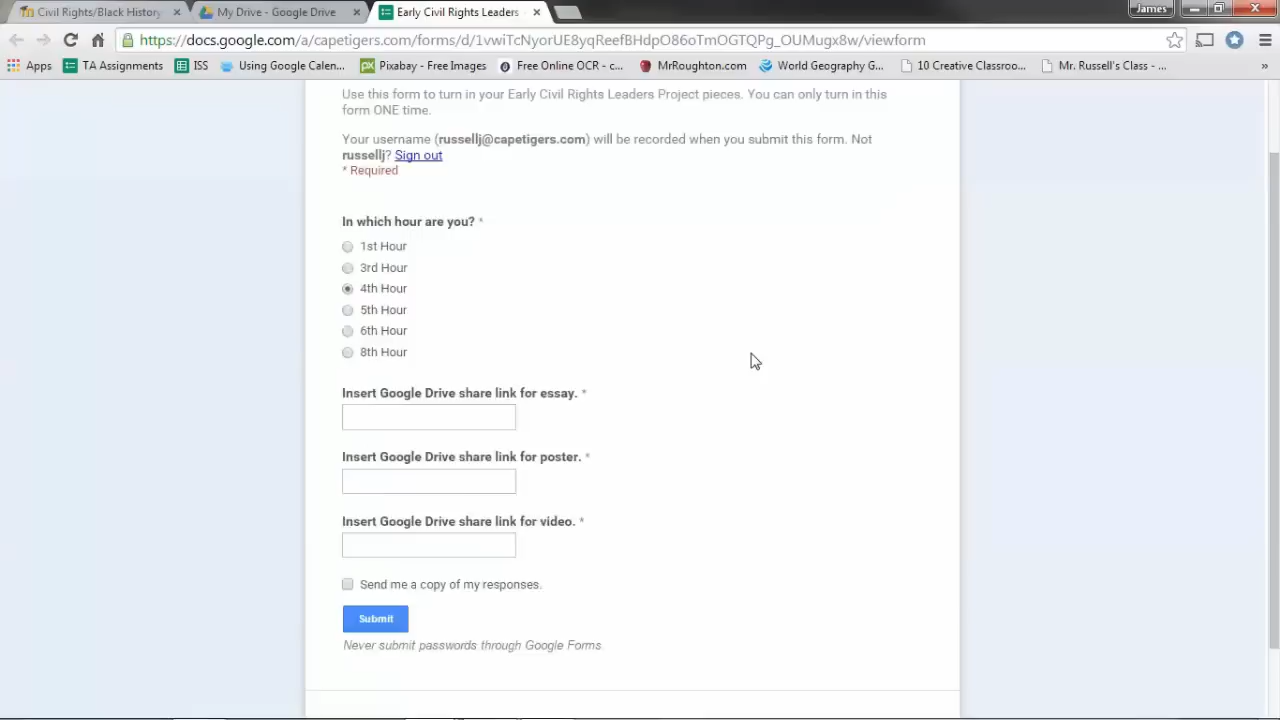 Civil Rights/Black History
My Drive - Google Drive
Early Civil Rights Leaders
James
https://docs.google.com/a/capetigers.com/forms/d/1vwiTcNyorUE8yqReefBHdpO86oTmOGTQPg_OUMugx8w/viewform
Apps
TA Assignments
ISS
Using Google Calen...
Pixabay - Free Images
Free Online OCR - c...
MrRoughton.com
World Geography G...
10 Creative Classroo...
Mr. Russell's Class - ...
Use this form to turn in your Early Civil Rights Leaders Project pieces. You can only turn in this
form ONE time.
Your username (russellj@capetigers.com) will be recorded when you submit this form. Not
russellj? Sign out
* Required
In which hour are you? *
1st Hour
3rd Hour
4th Hour
5th Hour
6th Hour
8th Hour
Insert Google Drive share link for essay. *
Insert Google Drive share link for poster. *
Insert Google Drive share link for video. *
Send me a copy of my responses.
Submit
Never submit passwords through Google Forms.